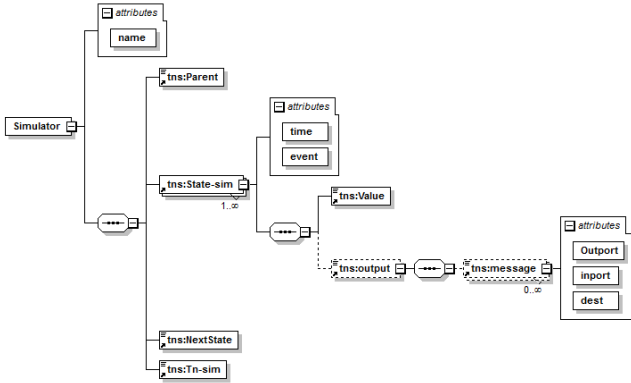 attributes
name
Simulator
tns:Parent
tns:State-sim
1..∞
attributes
time
event
tns:Value
tns:output
tns:message
0..∞
attributes
Outport
inport
dest
tns:NextState
tns:Tn-sim